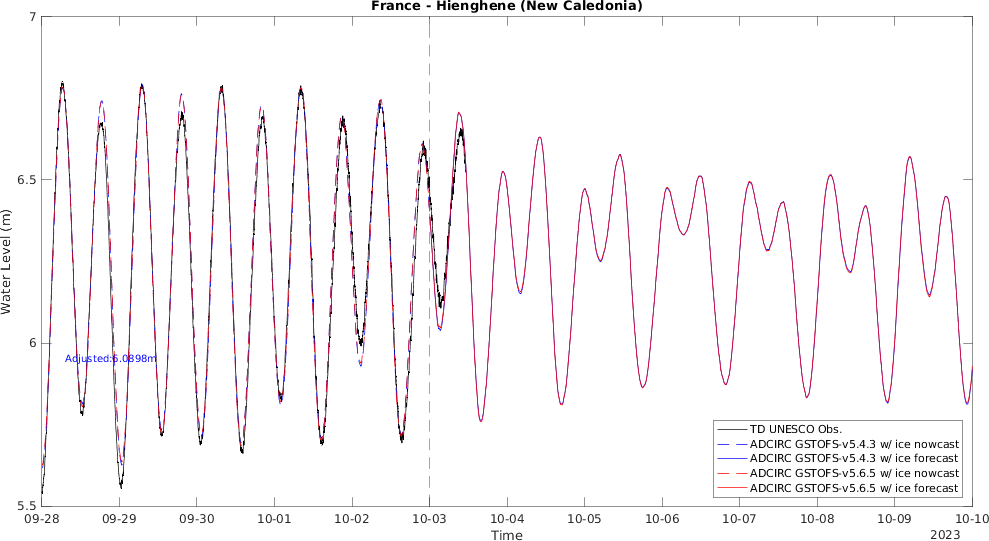 France - Hienghene (New Caledonia)
7
6.5
6
5.5
Water Level (m)
Adjusted:6.0898m
TD UNESCO Obs.
ADCIRC GSTOFS-v5.4.3 w/ ice nowcast
ADCIRC GSTOFS-v5.4.3 w/ ice forecast
ADCIRC GSTOFS-v5.6.5 w/ ice nowcast
ADCIRC GSTOFS-v5.6.5 w/ ice forecast
09-28 09-29 09-30 10-01 10-02 10-03 10-04 10-05 10-06 10-07 10-08 10-09 10-10
Time
2023